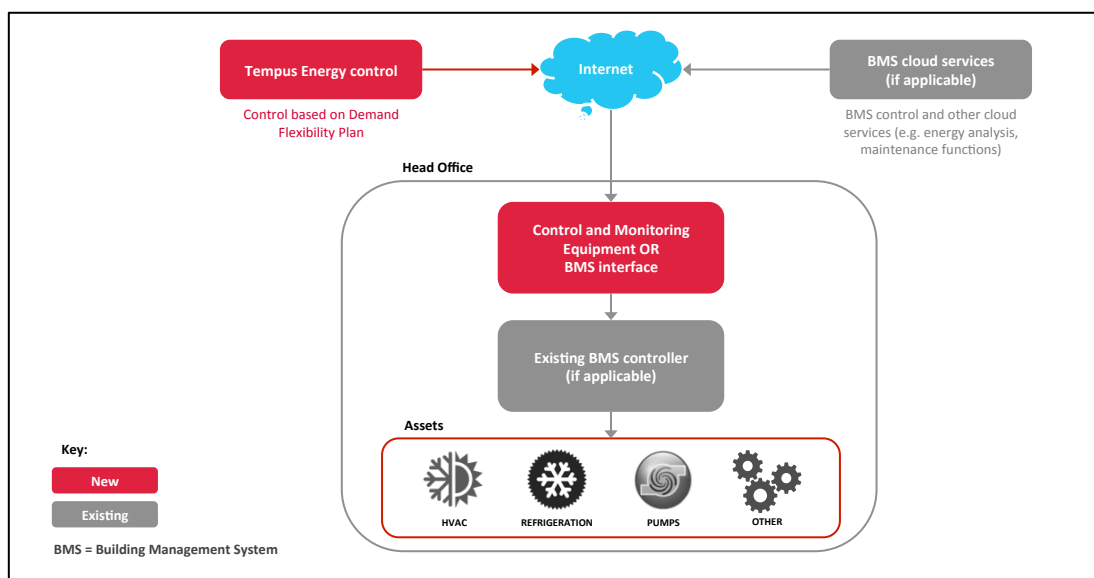 Tempus Energy control
Control based on Demand
Flexibility Plan
Internet
BMS cloud services
(if applicable)
BMS control and other cloud
services (e.g. energy analysis,
maintenance functions)
Head Office
Control and Monitoring
Equipment OR
BMS interface
Existing BMS controller
(if applicable)
Assets
HVAC
REFRIGERATION
PUMPS
OTHER
Key:
New
Existing
BMS = Building Management System